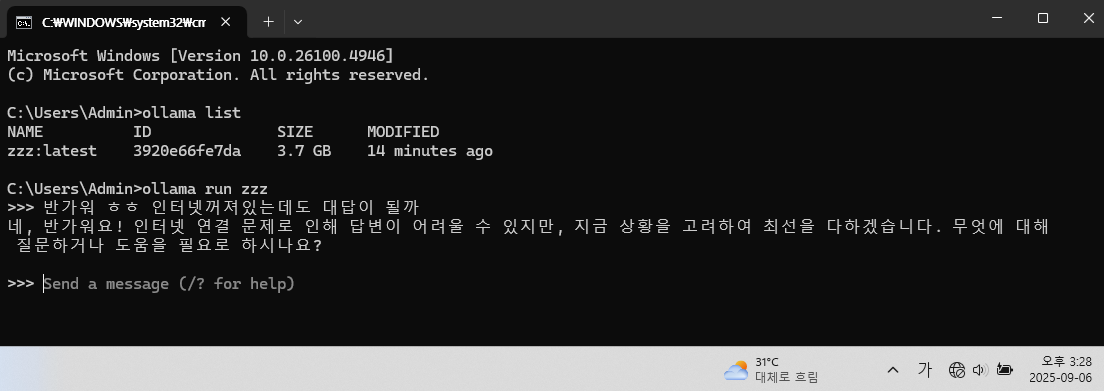 C:₩WINDOWS₩system32₩cm
Microsoft Windows [Version 10.0.26100.4946]
(c) Microsoft Corporation. All rights reserved.
C:\Users\Admin>ollama list
NAME ID SIZE MODIFIED
zzz:latest 3920e66fe7da 3.7 GB 14 minutes ago
C:\Users\Admin>ollama run zzz
>>> 반가워 ㅎㅎ 인터넷꺼져있는데도 대답이 될까
네, 반가워요! 인터넷 연결 문제로 인해 답변이 어려울 수 있지만, 지금 상황을 고려하여 최선을 다하겠습니다. 무엇에 대해
질문하거나 도움을 필요로 하시나요?
>>> Send a message (/? for help)
31°C
대체로 흐림
가
오후 3:28
2025-09-06